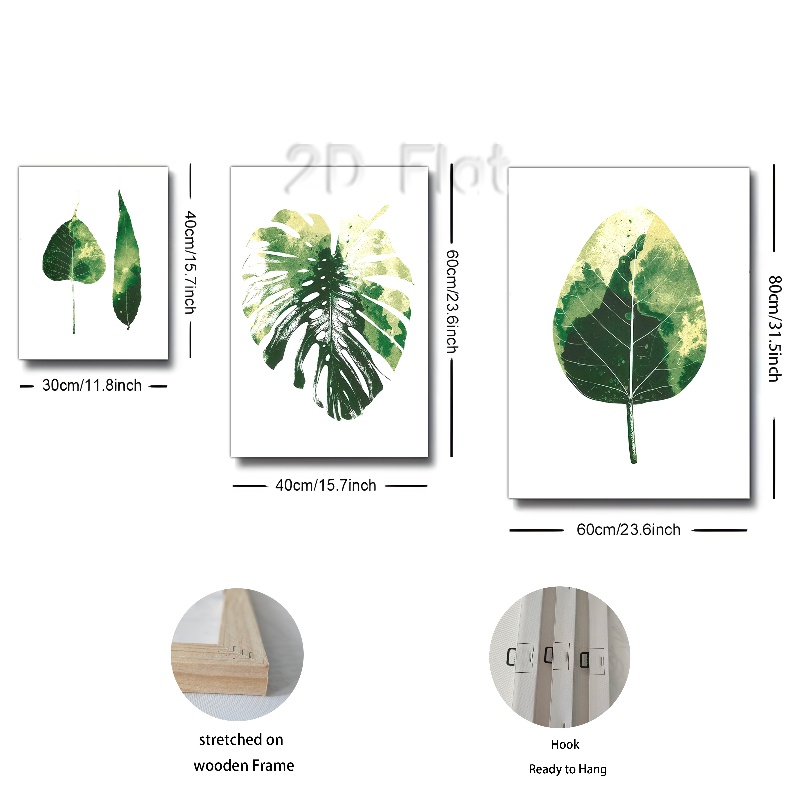 2D Flat
40cm/15.7inch
30cm/11.8inch
60cm/23.6inch
40cm/15.7inch
80cm/31.5inch
60cm/23.6inch
stretched on
wooden Frame
Hook
Ready to Hang